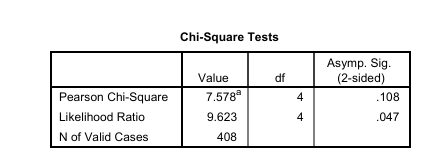 Chi-Square Tests
Value df Asymp. Sig. (2-sided)
Pearson Chi-Square 7.578a 4 .108
Likelihood Ratio 9.623 4 .047
N of Valid Cases 408